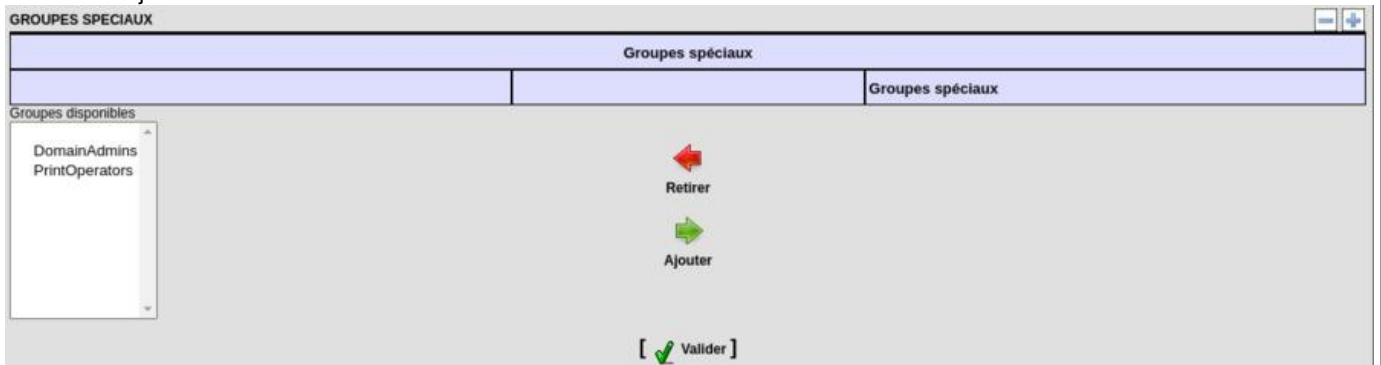 GROUPES SPECIAUX
Groupes spéciaux
Groupes spéciaux
Groupes disponibles
DomainAdmins
PrintOperators
Retirer
Ajouter
[ Valider ]